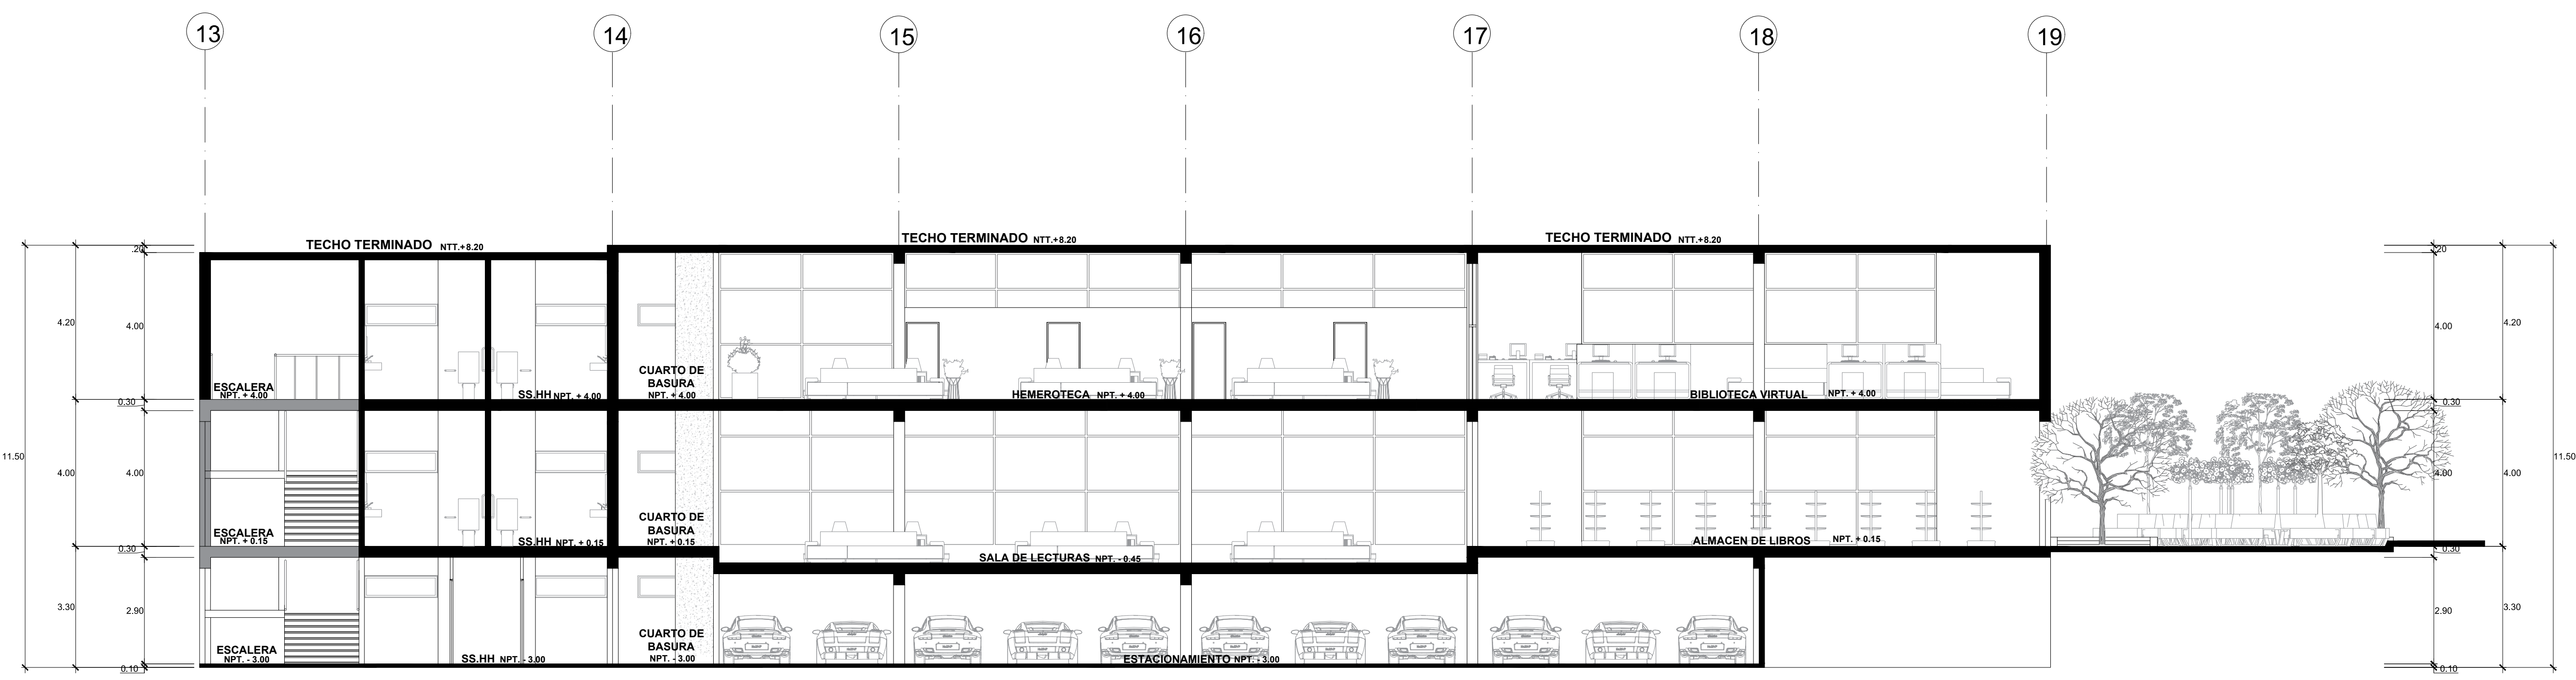 13
14
15
16
17
18
19
TECHO TERMINADO NTT.+8.20
TECHO TERMINADO NTT.+8.20
TECHO TERMINADO NTT.+8.20
.20
4.20
4.00
0.30
11.50
4.00
4.00
0.30
3.30
2.90
0.10
ESCALERA
NPT. + 4.00
SS.HH NPT. + 4.00
CUARTO DE
BASURA
NPT. + 4.00
HEMEROTECA NPT. + 4.00
BIBLIOTECA VIRTUAL NPT. + 4.00
ESCALERA
NPT. + 0.15
SS.HH NPT. + 0.15
CUARTO DE
BASURA
NPT. + 0.15
SALA DE LECTURAS NPT. - 0.45
ALMACEN DE LIBROS NPT. + 0.15
ESCALERA
NPT. - 3.00
SS.HH NPT. - 3.00
CUARTO DE
BASURA
NPT. - 3.00
ESTACIONAMIENTO NPT. - 3.00
.20
4.00
4.20
0.30
11.50
4.00
4.00
0.30
2.90
3.30
0.10